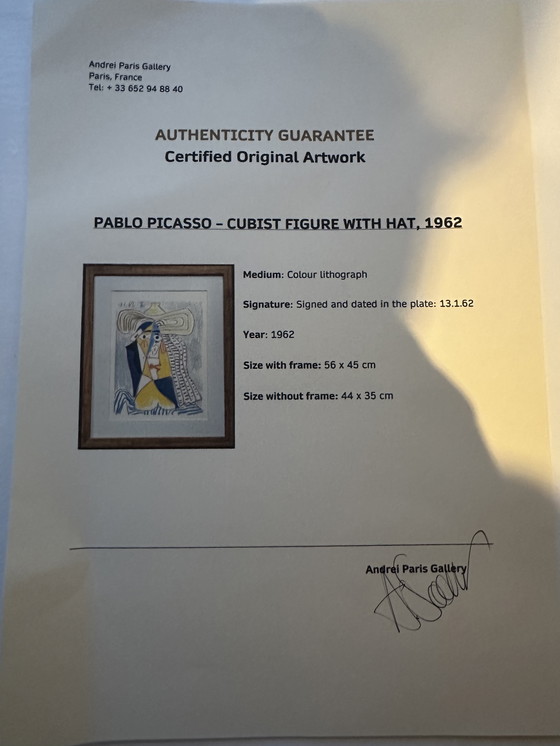 Andrei Paris Gallery
Paris, France
Tel: + 33 652 94 88 40
AUTHENTICITY GUARANTEE
Certified Original Artwork
PABLO PICASSO – CUBIST FIGURE WITH HAT, 1962
Medium: Colour lithograph
Signature: Signed and dated in the plate: 13.1.62
Year: 1962
Size with frame: 56 x 45 cm
Size without frame: 44 x 35 cm
Andrei Paris Gallery